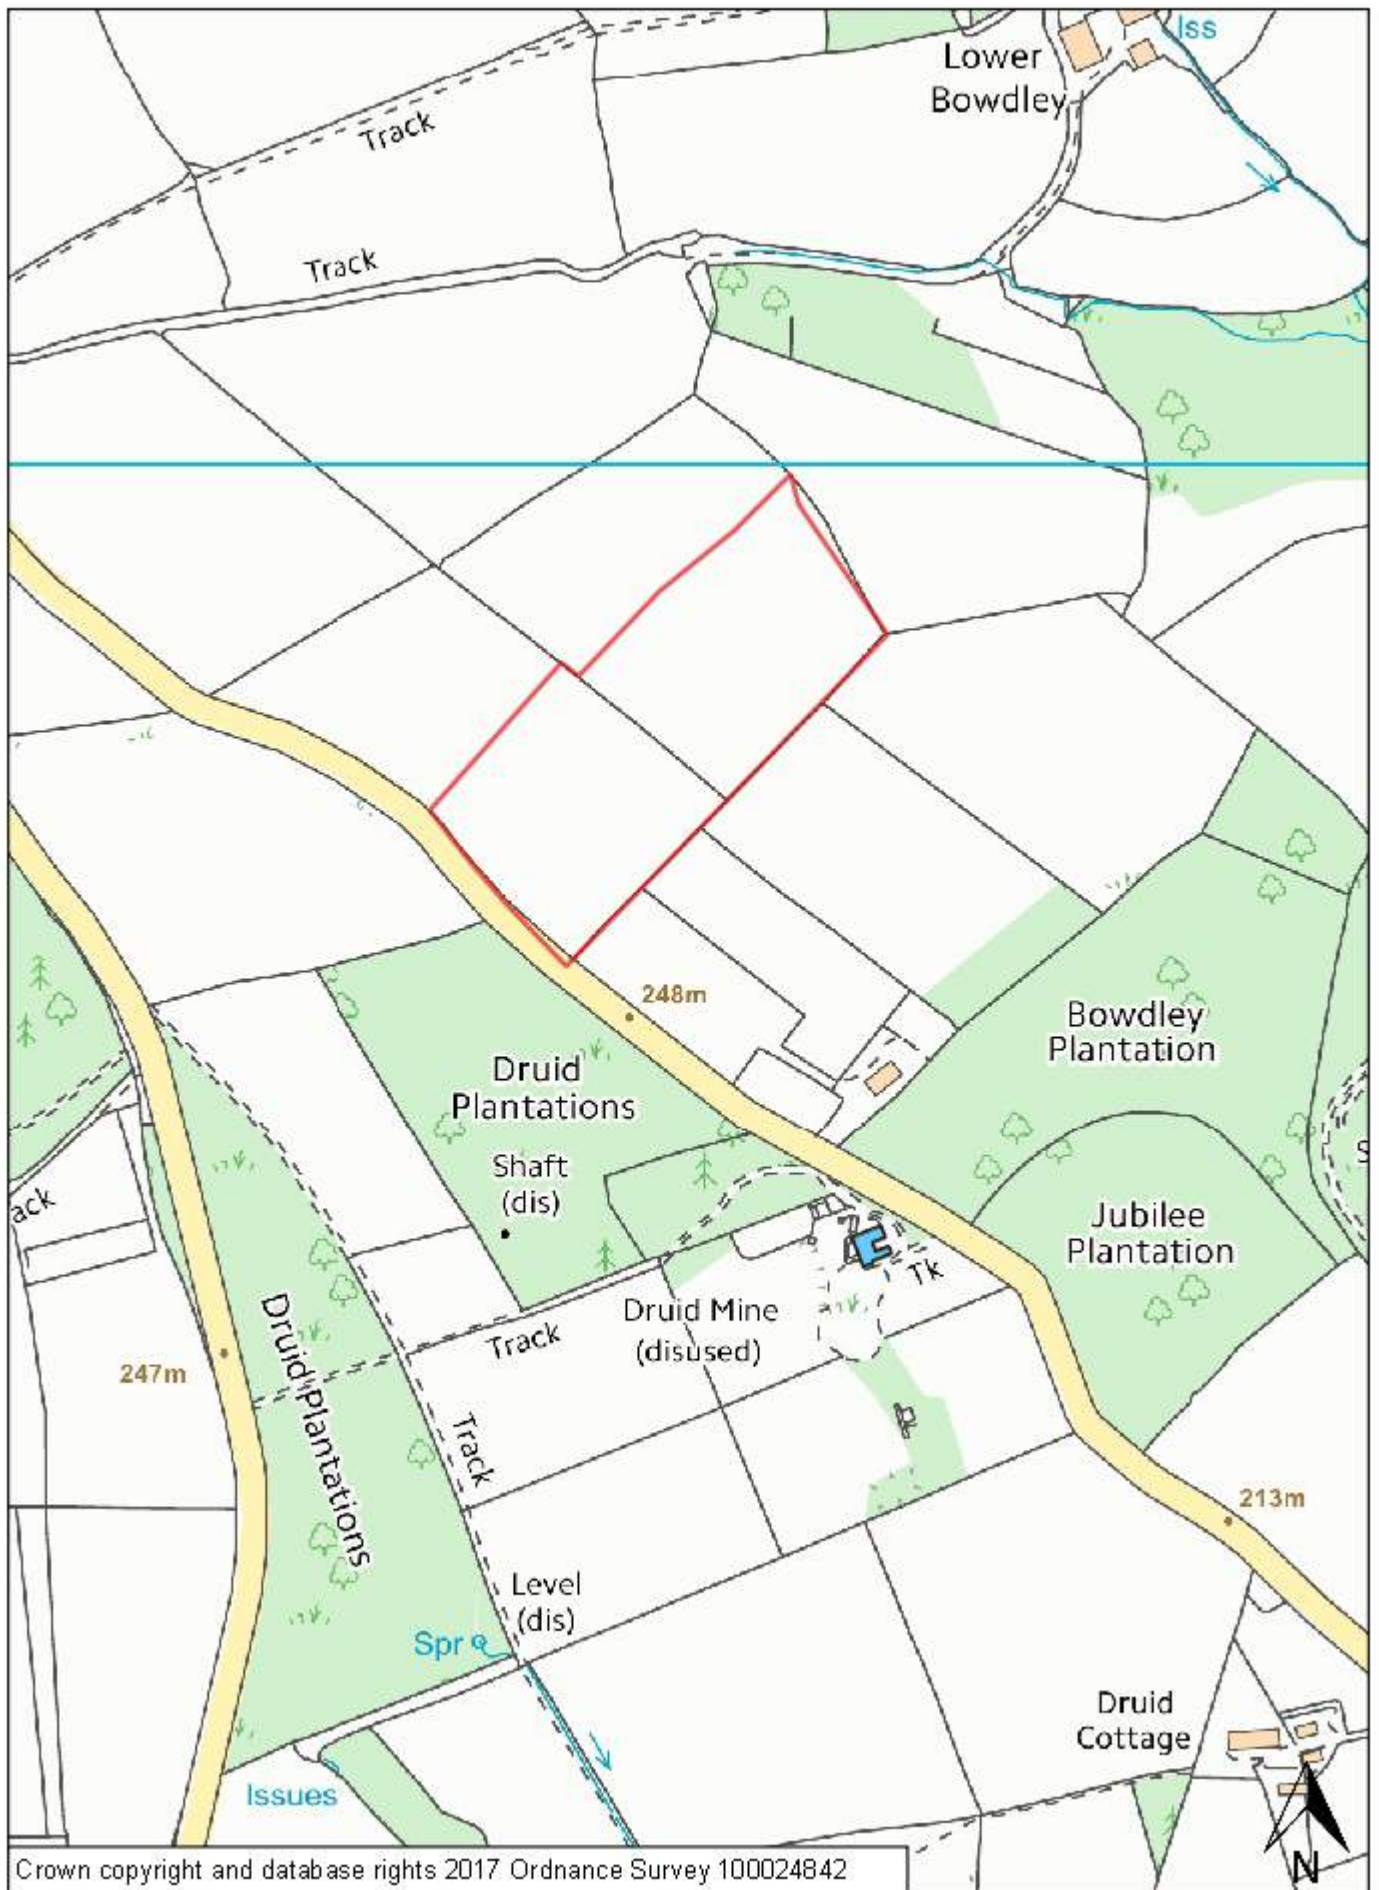 Iss
Lower
Bowdley
Track
Track
248m
Bowdley
Plantation
Druid
Plantations
Shaft
(dis)
S
ack
Jubilee
Plantation
Tk
Druid Mine
(disused)
Track
247m
Druid Plantations
Track
213m
Level
(dis)
Spr
Druid
Cottage
Issues
N
Crown copyright and database rights 2017 Ordnance Survey 100024842